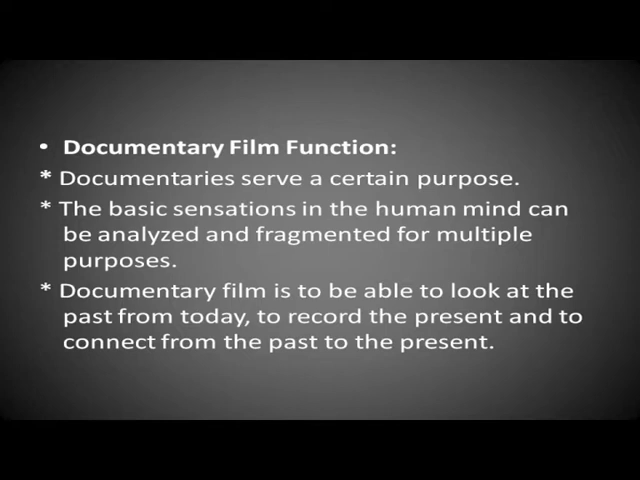 • Documentary Film Function:
* Documentaries serve a certain purpose.
* The basic sensations in the human mind can
be analyzed and fragmented for multiple
purposes.
* Documentary film is to be able to look at the
past from today, to record the present and to
connect from the past to the present.